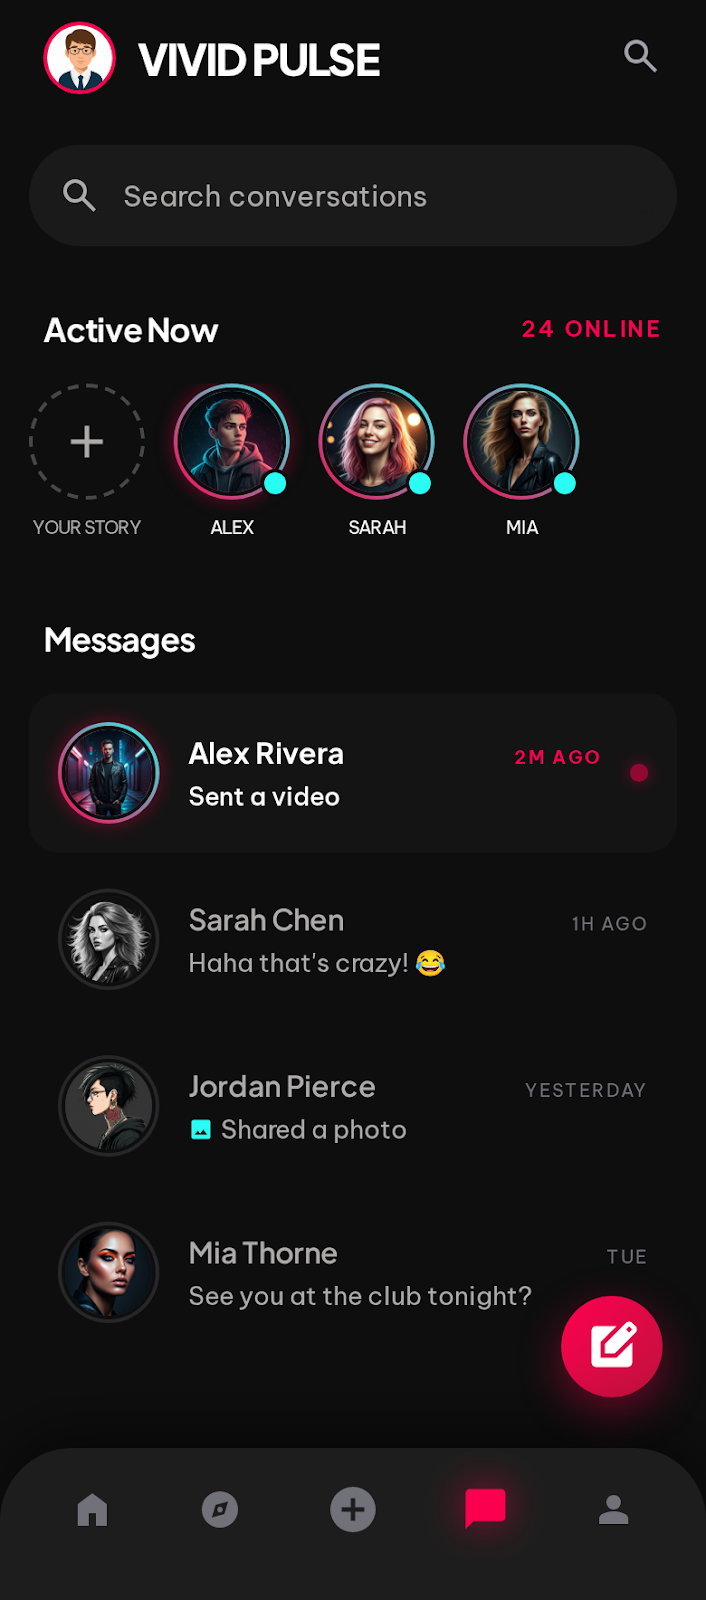 VIVID PULSE
Search conversations
Active Now
24 ONLINE
YOUR STORY
ALEX
SARAH
MIA
Messages
Alex Rivera
2M AGO
Sent a video
Sarah Chen
1H AGO
Haha that's crazy! 😂
Jordan Pierce
YESTERDAY
Shared a photo
Mia Thorne
TUE
See you at the club tonight?